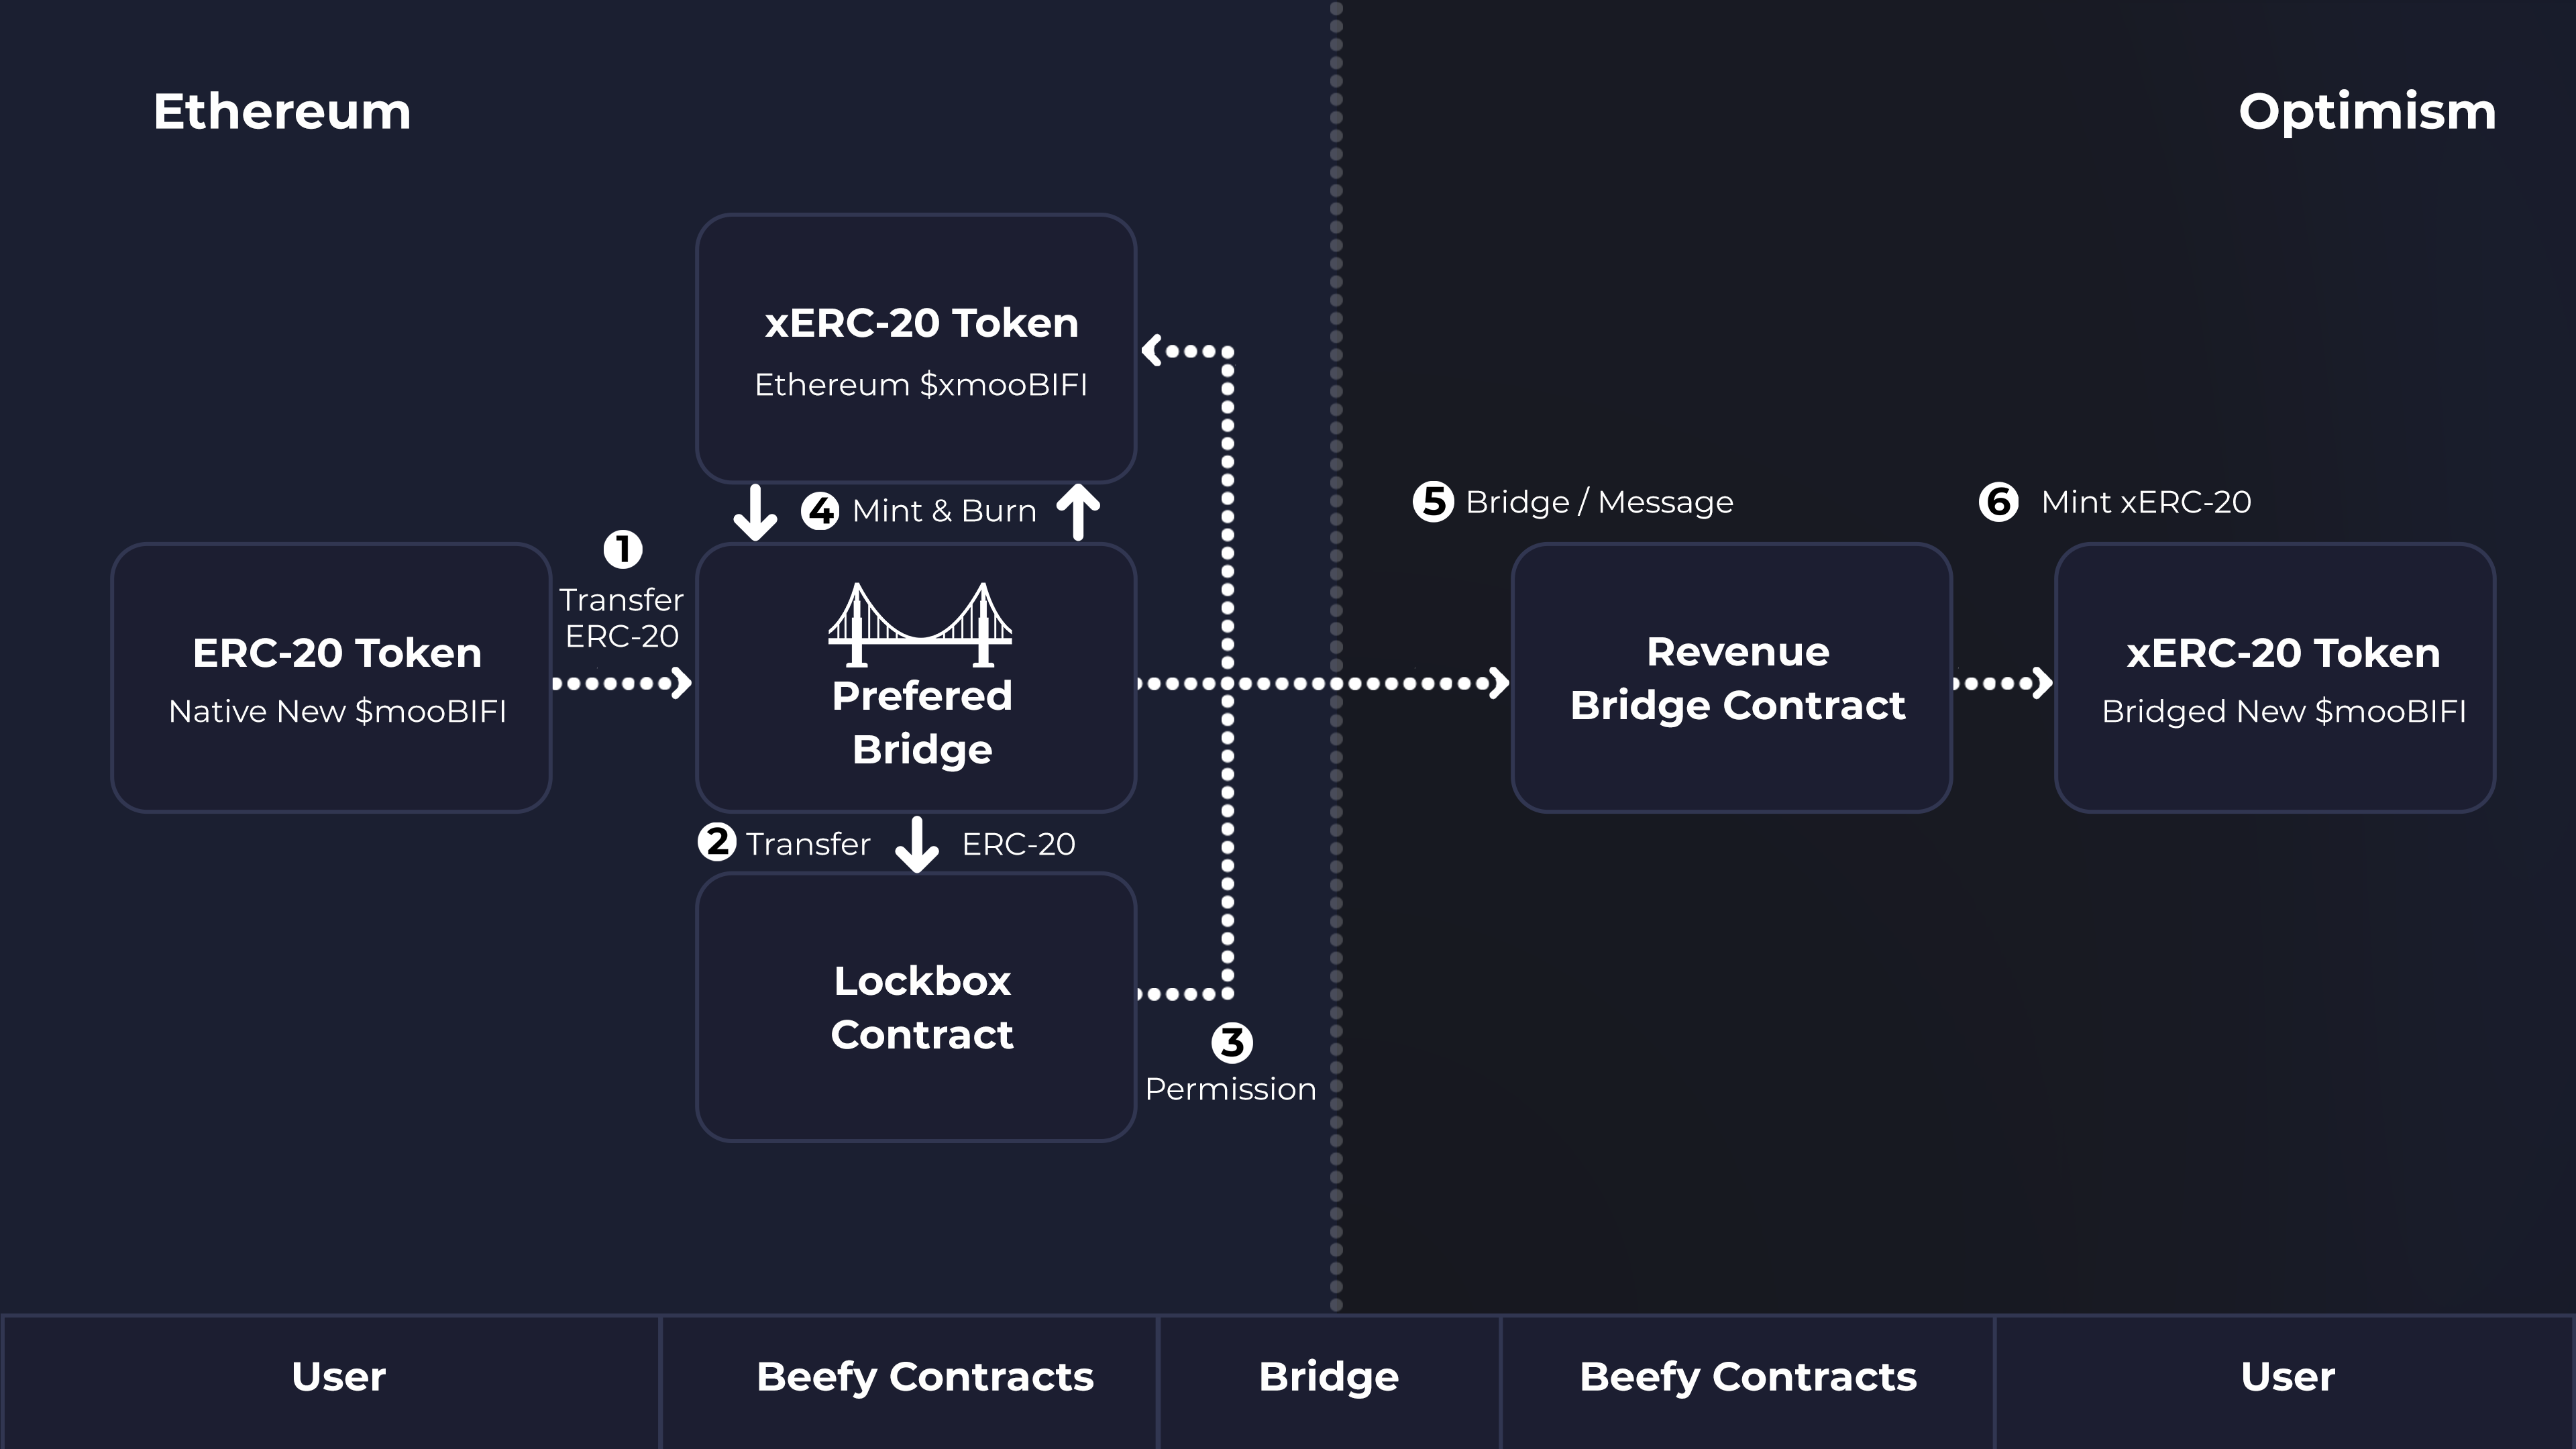 Ethereum
Optimism
xERC-20 Token
Ethereum $xmooBIFI
4 Mint & Burn
1
Transfer
ERC-20
ERC-20 Token
Native New $mooBIFI
Prefered
Bridge
2 Transfer ERC-20
Lockbox
Contract
3
Permission
5 Bridge / Message
Revenue
Bridge Contract
6 Mint xERC-20
xERC-20 Token
Bridged New $mooBIFI
User
Beefy Contracts
Bridge
Beefy Contracts
User